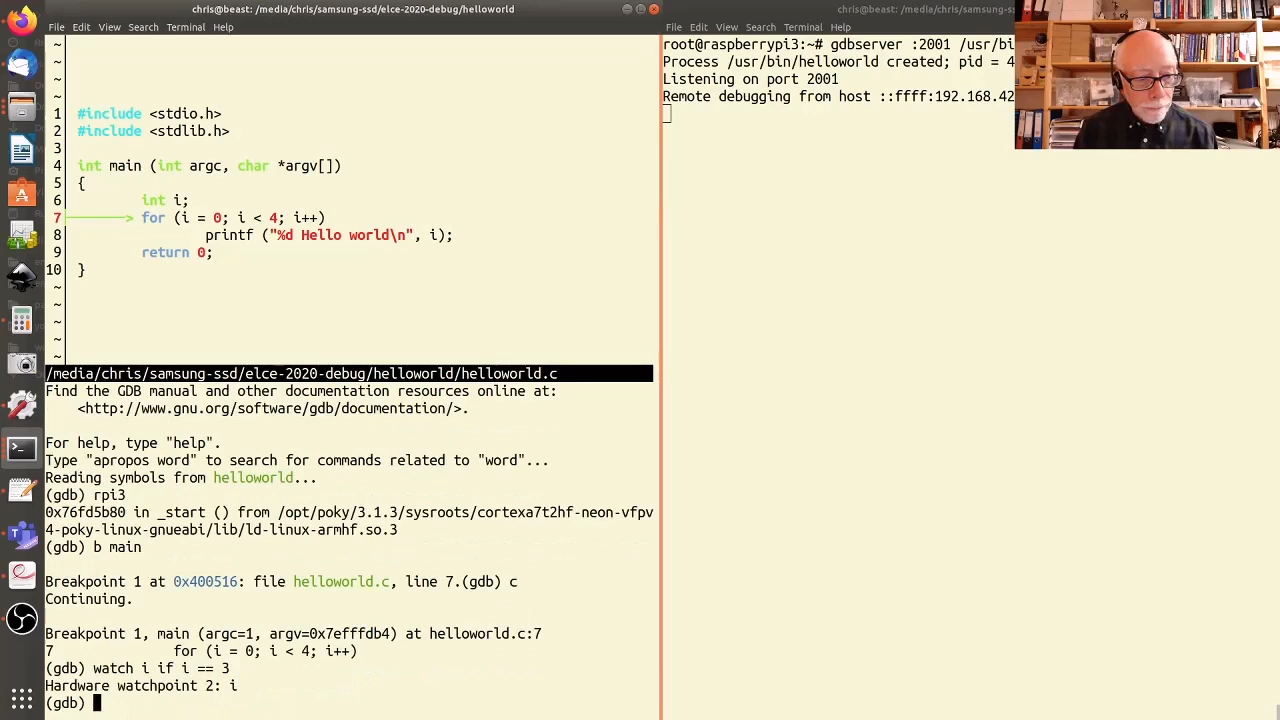 chris@beast: /media/chris/samsung-ssd/elce-2020-debug/helloworld
File Edit View Search Terminal Help
~
~
~
~
1 #include <stdio.h>
2 #include <stdlib.h>
3
4 int main (int argc, char *argv[])
5 {
6 int i;
7 ───────> for (i = 0; i < 4; i++)
8 printf ("%d Hello world\n", i);
9 return 0;
10 }
~
~
~
~
~
/media/chris/samsung-ssd/elce-2020-debug/helloworld/helloworld.c
Find the GDB manual and other documentation resources online at:
<http://www.gnu.org/software/gdb/documentation/>.
For help, type "help".
Type "apropos word" to search for commands related to "word"...
Reading symbols from helloworld...
(gdb) rpi3
0x76fd5b80 in _start () from /opt/poky/3.1.3/sysroots/cortexa7t2hf-neon-vfpv
4-poky-linux-gnueabi/lib/ld-linux-armhf.so.3
(gdb) b main
Breakpoint 1 at 0x400516: file helloworld.c, line 7.(gdb) c
Continuing.
Breakpoint 1, main (argc=1, argv=0x7efffdb4) at helloworld.c:7
7 for (i = 0; i < 4; i++)
(gdb) watch i if i == 3
Hardware watchpoint 2: i
(gdb)
chris@beast: /media/chris/samsung-s
File Edit View Search Terminal Help
root@raspberrypi3:~# gdbserver :2001 /usr/bi
Process /usr/bin/helloworld created; pid = 4
Listening on port 2001
Remote debugging from host ::ffff:192.168.42